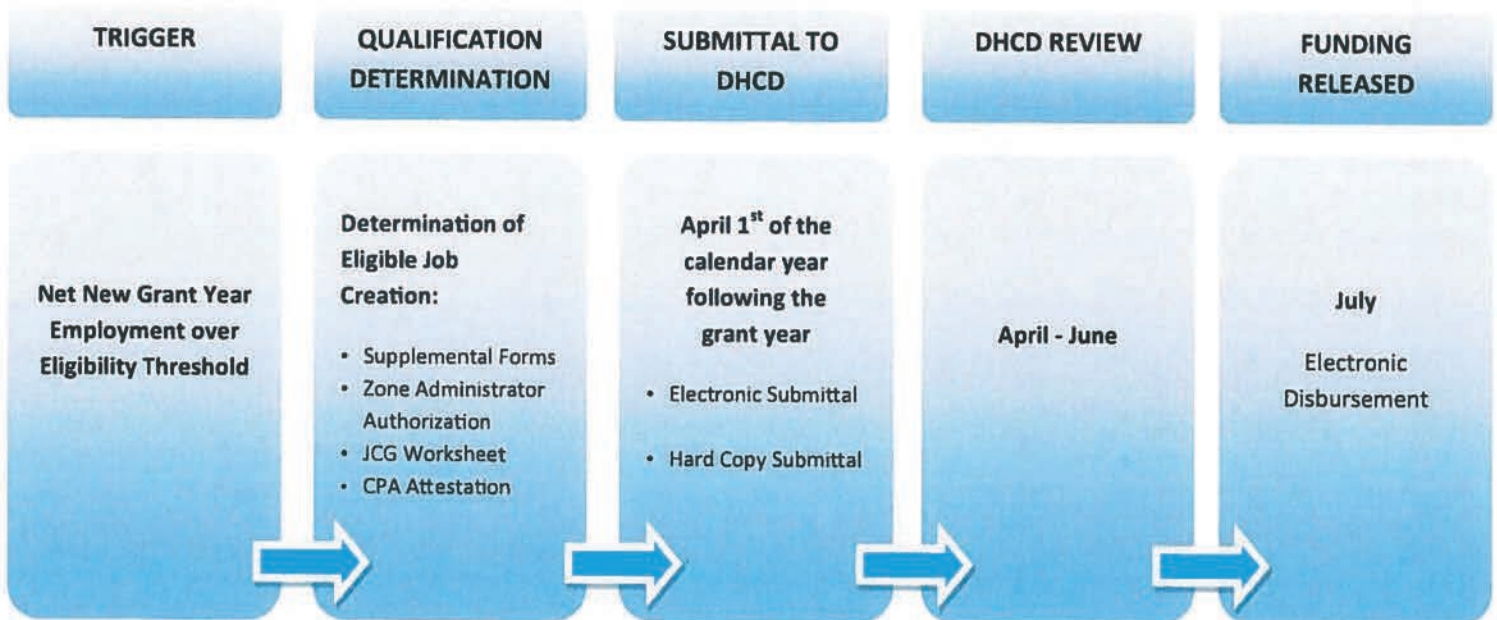 TRIGGER
QUALIFICATION
DETERMINATION
SUBMITTAL TO
DHCD
DHCD REVIEW
FUNDING
RELEASED
Net New Grant Year
Employment over
Eligibility Threshold
Determination of
Eligible Job
Creation:
• Supplemental Forms
• Zone Administrator
Authorization
• JCG Worksheet
• CPA Attestation
April 1st of the
calendar year
following the
grant year
• Electronic Submittal
• Hard Copy Submittal
April - June
July
Electronic
Disbursement